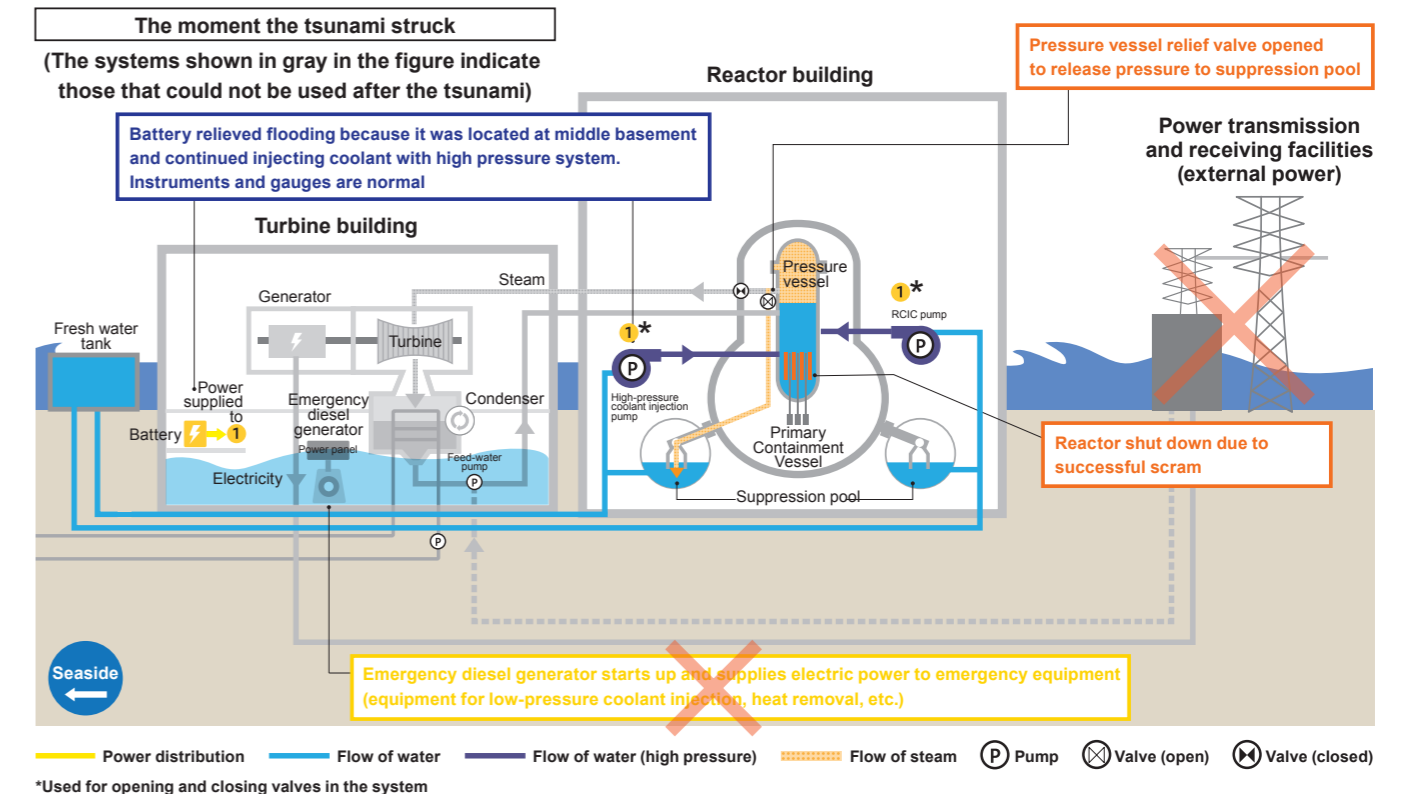 The moment the tsunami struck
(The systems shown in gray in the figure indicate
those that could not be used after the tsunami)
Reactor building
Pressure vessel relief valve opened
to release pressure to suppression pool
Battery relieved flooding because it was located at middle basement
and continued injecting coolant with high pressure system.
Instruments and gauges are normal
Power transmission
and receiving facilities
(external power)
Turbine building
Steam
Pressure
vessel
Generator
Turbine
Fresh water
tank
1*
RCIC pump
P
1*
P
High-pressure
coolant injection
pump
Power
supplied
to
1
Battery
Emergency
diesel
generator
Power panel
Condenser
Feed-water
pump
P
Electricity
Primary
Containment
Vessel
Suppression pool
Reactor shut down due to
successful scram
P
Seaside
Emergency diesel generator starts up and supplies electric power to emergency equipment
(equipment for low-pressure coolant injection, heat removal, etc.)
Power distribution
Flow of water
Flow of water (high pressure)
Flow of steam
P Pump
Valve (open)
Valve (closed)
*Used for opening and closing valves in the system